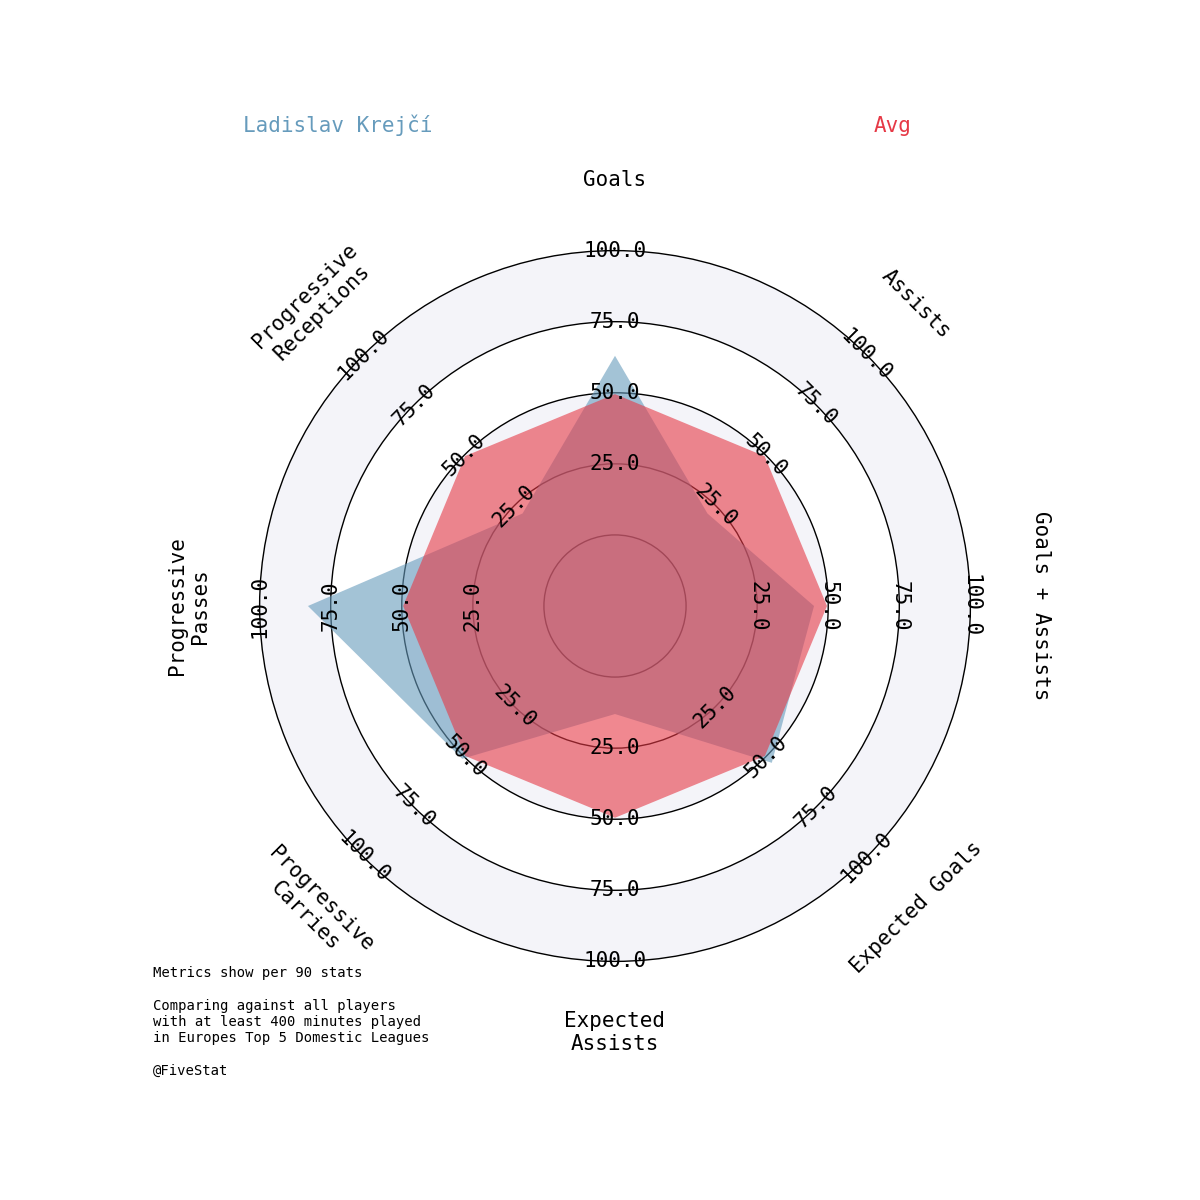 Ladislav Krejčí
Avg
Goals
Assists
Goals + Assists
Expected Goals
Expected
Assists
Progressive
Carries
Progressive
Passes
Progressive
Receptions
25.0
50.0
75.0
100.0
25.0
50.0
75.0
100.0
25.0
50.0
75.0
100.0
25.0
50.0
75.0
100.0
25.0
50.0
75.0
100.0
25.0
50.0
75.0
100.0
25.0
50.0
75.0
100.0
25.0
50.0
75.0
100.0
Metrics show per 90 stats
Comparing against all players
with at least 400 minutes played
in Europes Top 5 Domestic Leagues
@FiveStat